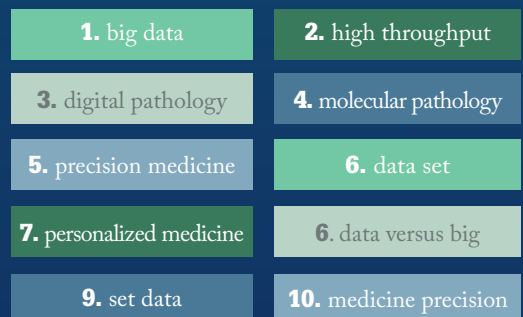 1. big data
2. high throughput
3. digital pathology
4. molecular pathology
5. precision medicine
6. data set
7. personalized medicine
6. data versus big
9. set data
10. medicine precision